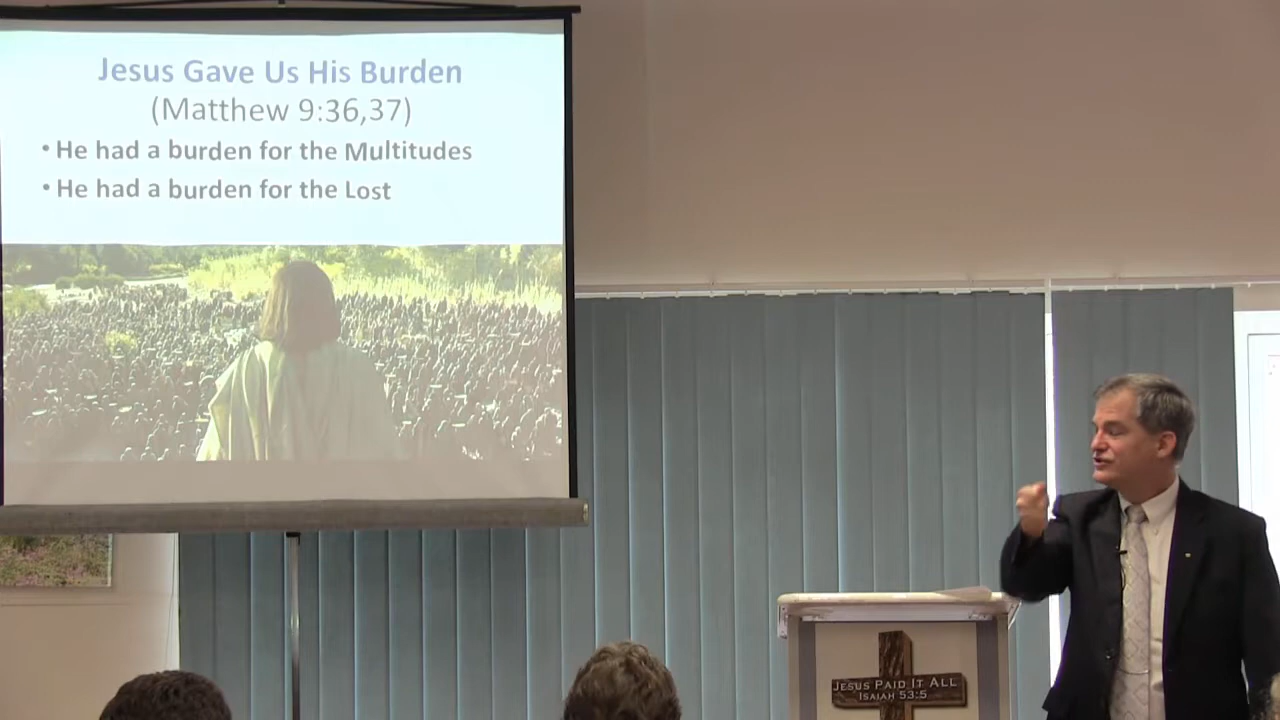 Jesus Gave Us His Burden
(Matthew 9:36,37)
• He had a burden for the Multitudes
• He had a burden for the Lost
Jesus Paid It All
Isaiah 53:5